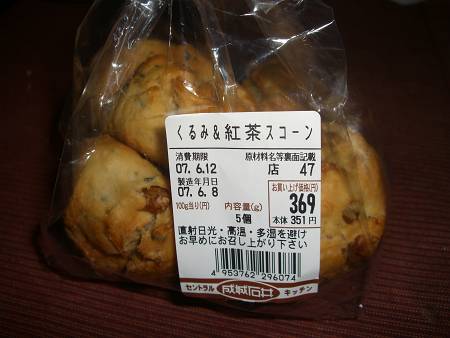 くるみ&紅茶スコーン
消費期限 原材料名等裏面記載
07. 6.12 店 47
製造年月日 お買い上げ価格(円)
07. 6. 8 369
100g当り(円) 内容量(g) 本体 351円
5個
直射日光・高温・多湿を避け
お早めにお召し上がり下さい
4 953762 296074
セントラル 成城石井 キッチン